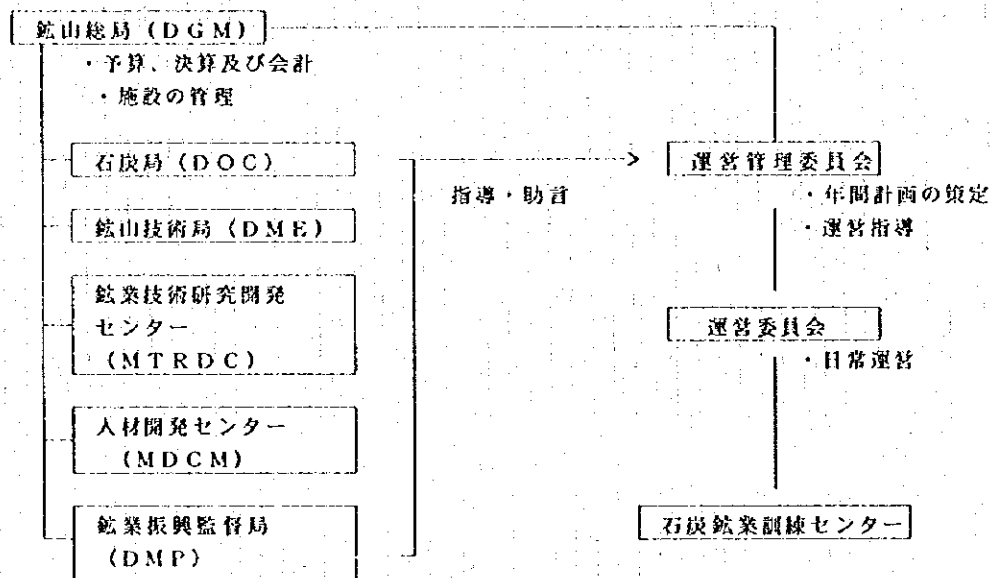 鉱山総局(DGM)
・予算、決算及び会計
・施設の管理
石炭局(DOC)
鉱山技術局(DME)
鉱業技術研究開発
センター
(MTRDC)
人材開発センター
(MDCM)
鉱業振興監督局
(DMP)
指導・助言
運営管理委員会
・年間計画の策定
・運営指導
運営委員会
・日常運営
石炭鉱業訓練センター